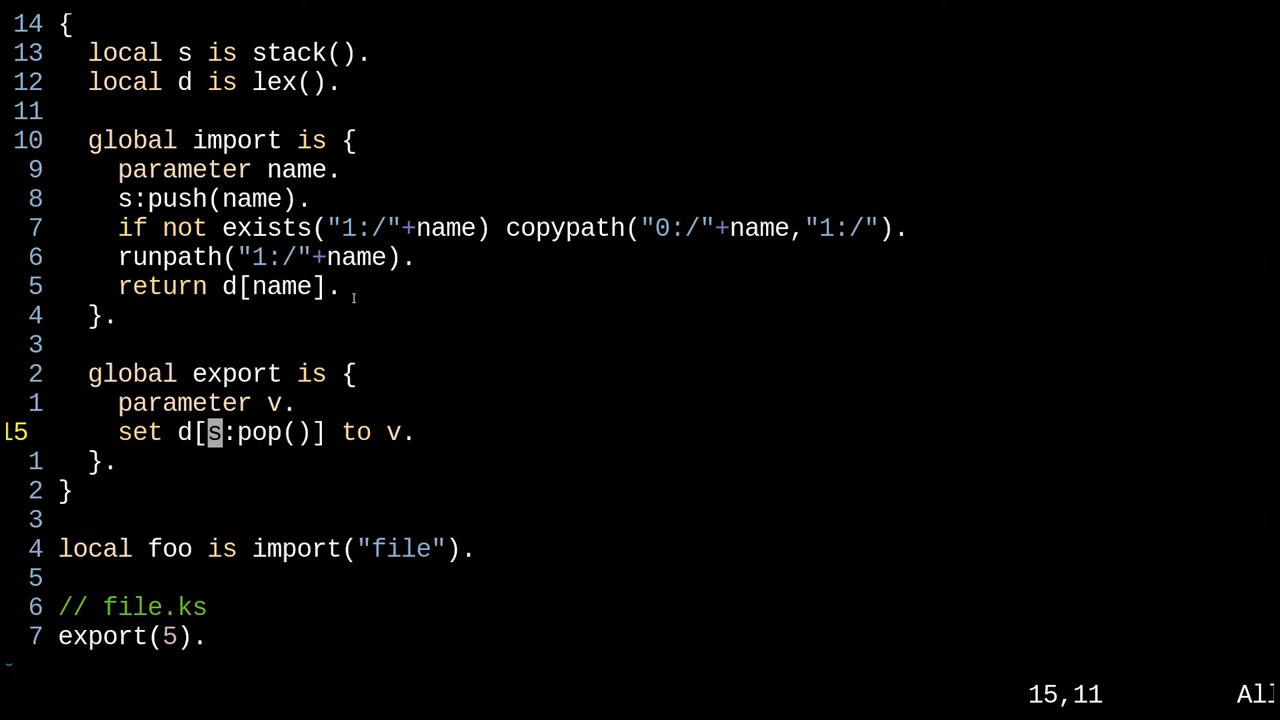 14 {
13   local s is stack().
12   local d is lex().
11
10   global import is {
9     parameter name.
8     s:push(name).
7     if not exists("1:/"+name) copypath("0:/"+name,"1:/").
6     runpath("1:/"+name).
5     return d[name].
4   }.
3
2   global export is {
1     parameter v.
15     set d[s:pop()] to v.
1   }.
2 }
3
4 local foo is import("file").
5
6 // file.ks
7 export(5).
15,11 All